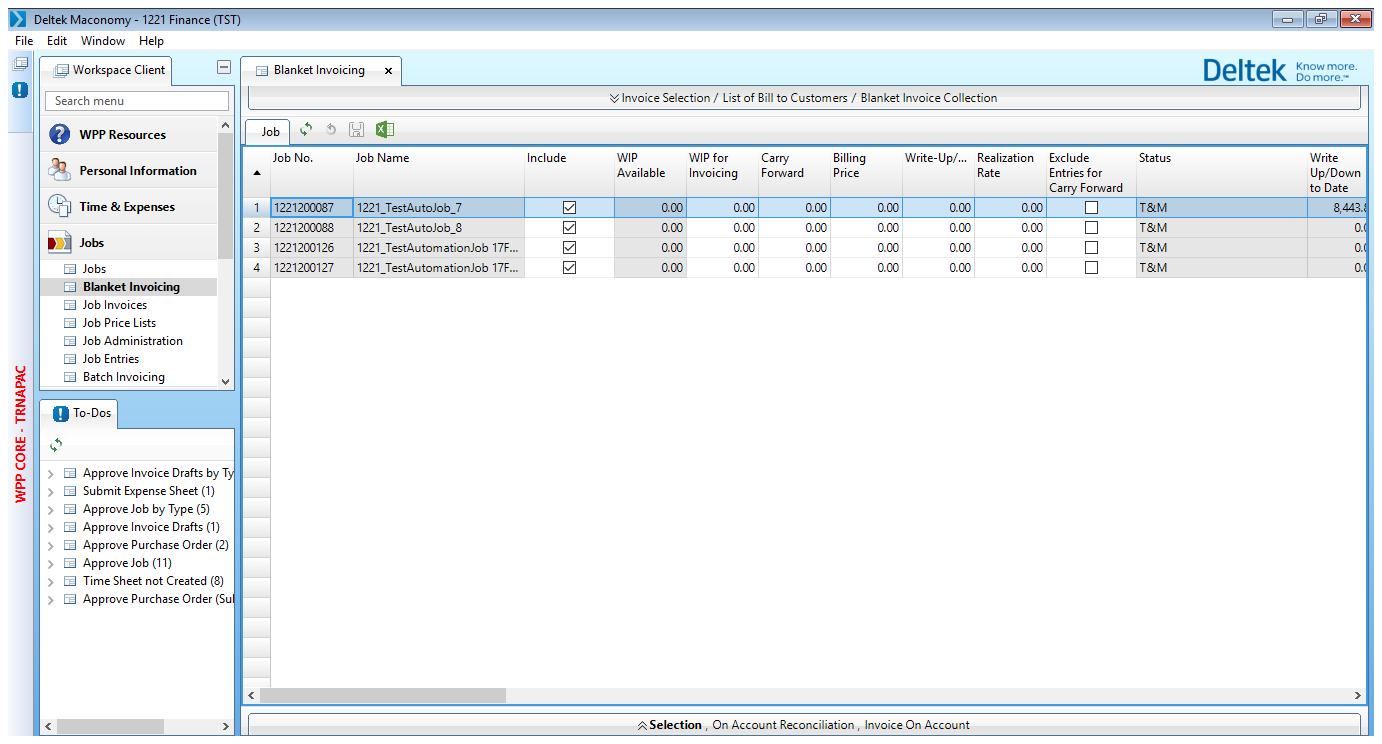 Deltek Maconomy - 1221 Finance (TST)
File Edit Window Help
Workspace Client
Search menu
WPP Resources
Personal Information
Time & Expenses
Jobs
Jobs
Blanket Invoicing
Job Invoices
Job Price Lists
Job Administration
Job Entries
Batch Invoicing
WPP CORE - TRNAPAC
To-Dos
Approve Invoice Drafts by Ty
Submit Expense Sheet (1)
Approve Job by Type (5)
Approve Invoice Drafts (1)
Approve Purchase Order (2)
Approve Job (11)
Time Sheet not Created (8)
Approve Purchase Order (Sul
Blanket Invoicing
Deltek Know more.
Do more.™
Invoice Selection / List of Bill to Customers / Blanket Invoice Collection
Job
Job No. Job Name Include WIP WIP for Carry Billing Write-Up/... Realization Exclude Status Write
Available Invoicing Forward Price Rate Entries for Up/Down
Carry Forward to Date
1 1221200087 1221_TestAutoJob_7 0.00 0.00 0.00 0.00 0.00 0.00 T&M 8,443.8
2 1221200088 1221_TestAutoJob_8 0.00 0.00 0.00 0.00 0.00 0.00 T&M 0.0
3 1221200126 1221_TestAutomationJob 17F... 0.00 0.00 0.00 0.00 0.00 0.00 T&M 0.0
4 1221200127 1221_TestAutomationJob 17F... 0.00 0.00 0.00 0.00 0.00 0.00 T&M 0.0
Selection , On Account Reconciliation , Invoice On Account